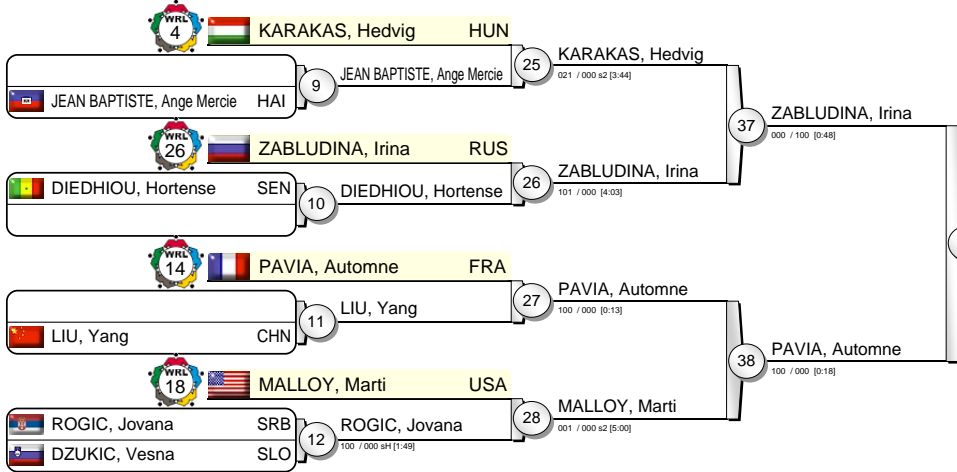 WRL
4
KARAKAS, Hedvig HUN
JEAN BAPTISTE, Ange Mercie HAI
9
JEAN BAPTISTE, Ange Mercie
25
KARAKAS, Hedvig
021 / 000 s2 [3:44]
WRL
26
ZABLUDINA, Irina RUS
DIEDHIOU, Hortense SEN
10
DIEDHIOU, Hortense
26
ZABLUDINA, Irina
101 / 000 [4:03]
37
ZABLUDINA, Irina
000 / 100 [0:48]
WRL
14
PAVIA, Automne FRA
LIU, Yang CHN
11
LIU, Yang
27
PAVIA, Automne
100 / 000 [0:13]
WRL
18
MALLOY, Marti USA
ROGIC, Jovana SRB
DZUKIC, Vesna SLO
12
ROGIC, Jovana
100 / 000 sH [1:49]
28
MALLOY, Marti
001 / 000 s2 [5:00]
38
PAVIA, Automne
100 / 000 [0:18]